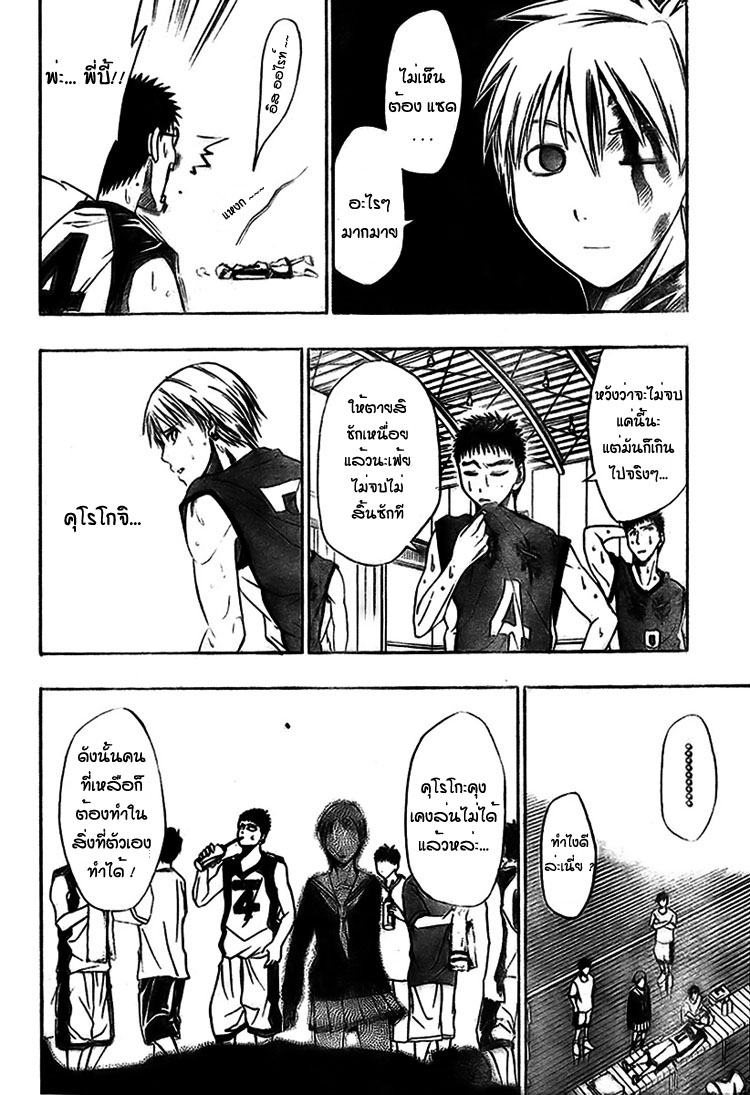 ไม่เห็น
ต้อง แซด
...
อะไรๆ
มากมาย
พ่ะ... พี่ปี้!!
อิส ออไรท์ ~~
แหงก ~~~
4
หวังว่าจะไม่จบ
แค่นี้นะ
แต่มันก็เกิน
ไปจริงๆ...
ให้ตายสิ
ชักเหนื่อย
แล้วนะเฟ้ย
ไม่จบไม่
สิ้นซักที
คุโรโกจิ...
ทำไงดี
ล่ะเนี่ย ?
คุโรโกะคุง
เคงล่นไม่ได้
แล้วหล่ะ...
ดังนั้นคน
ที่เหลือก็
ต้องทำใน
สิ่งที่ตัวเอง
ทำได้ !